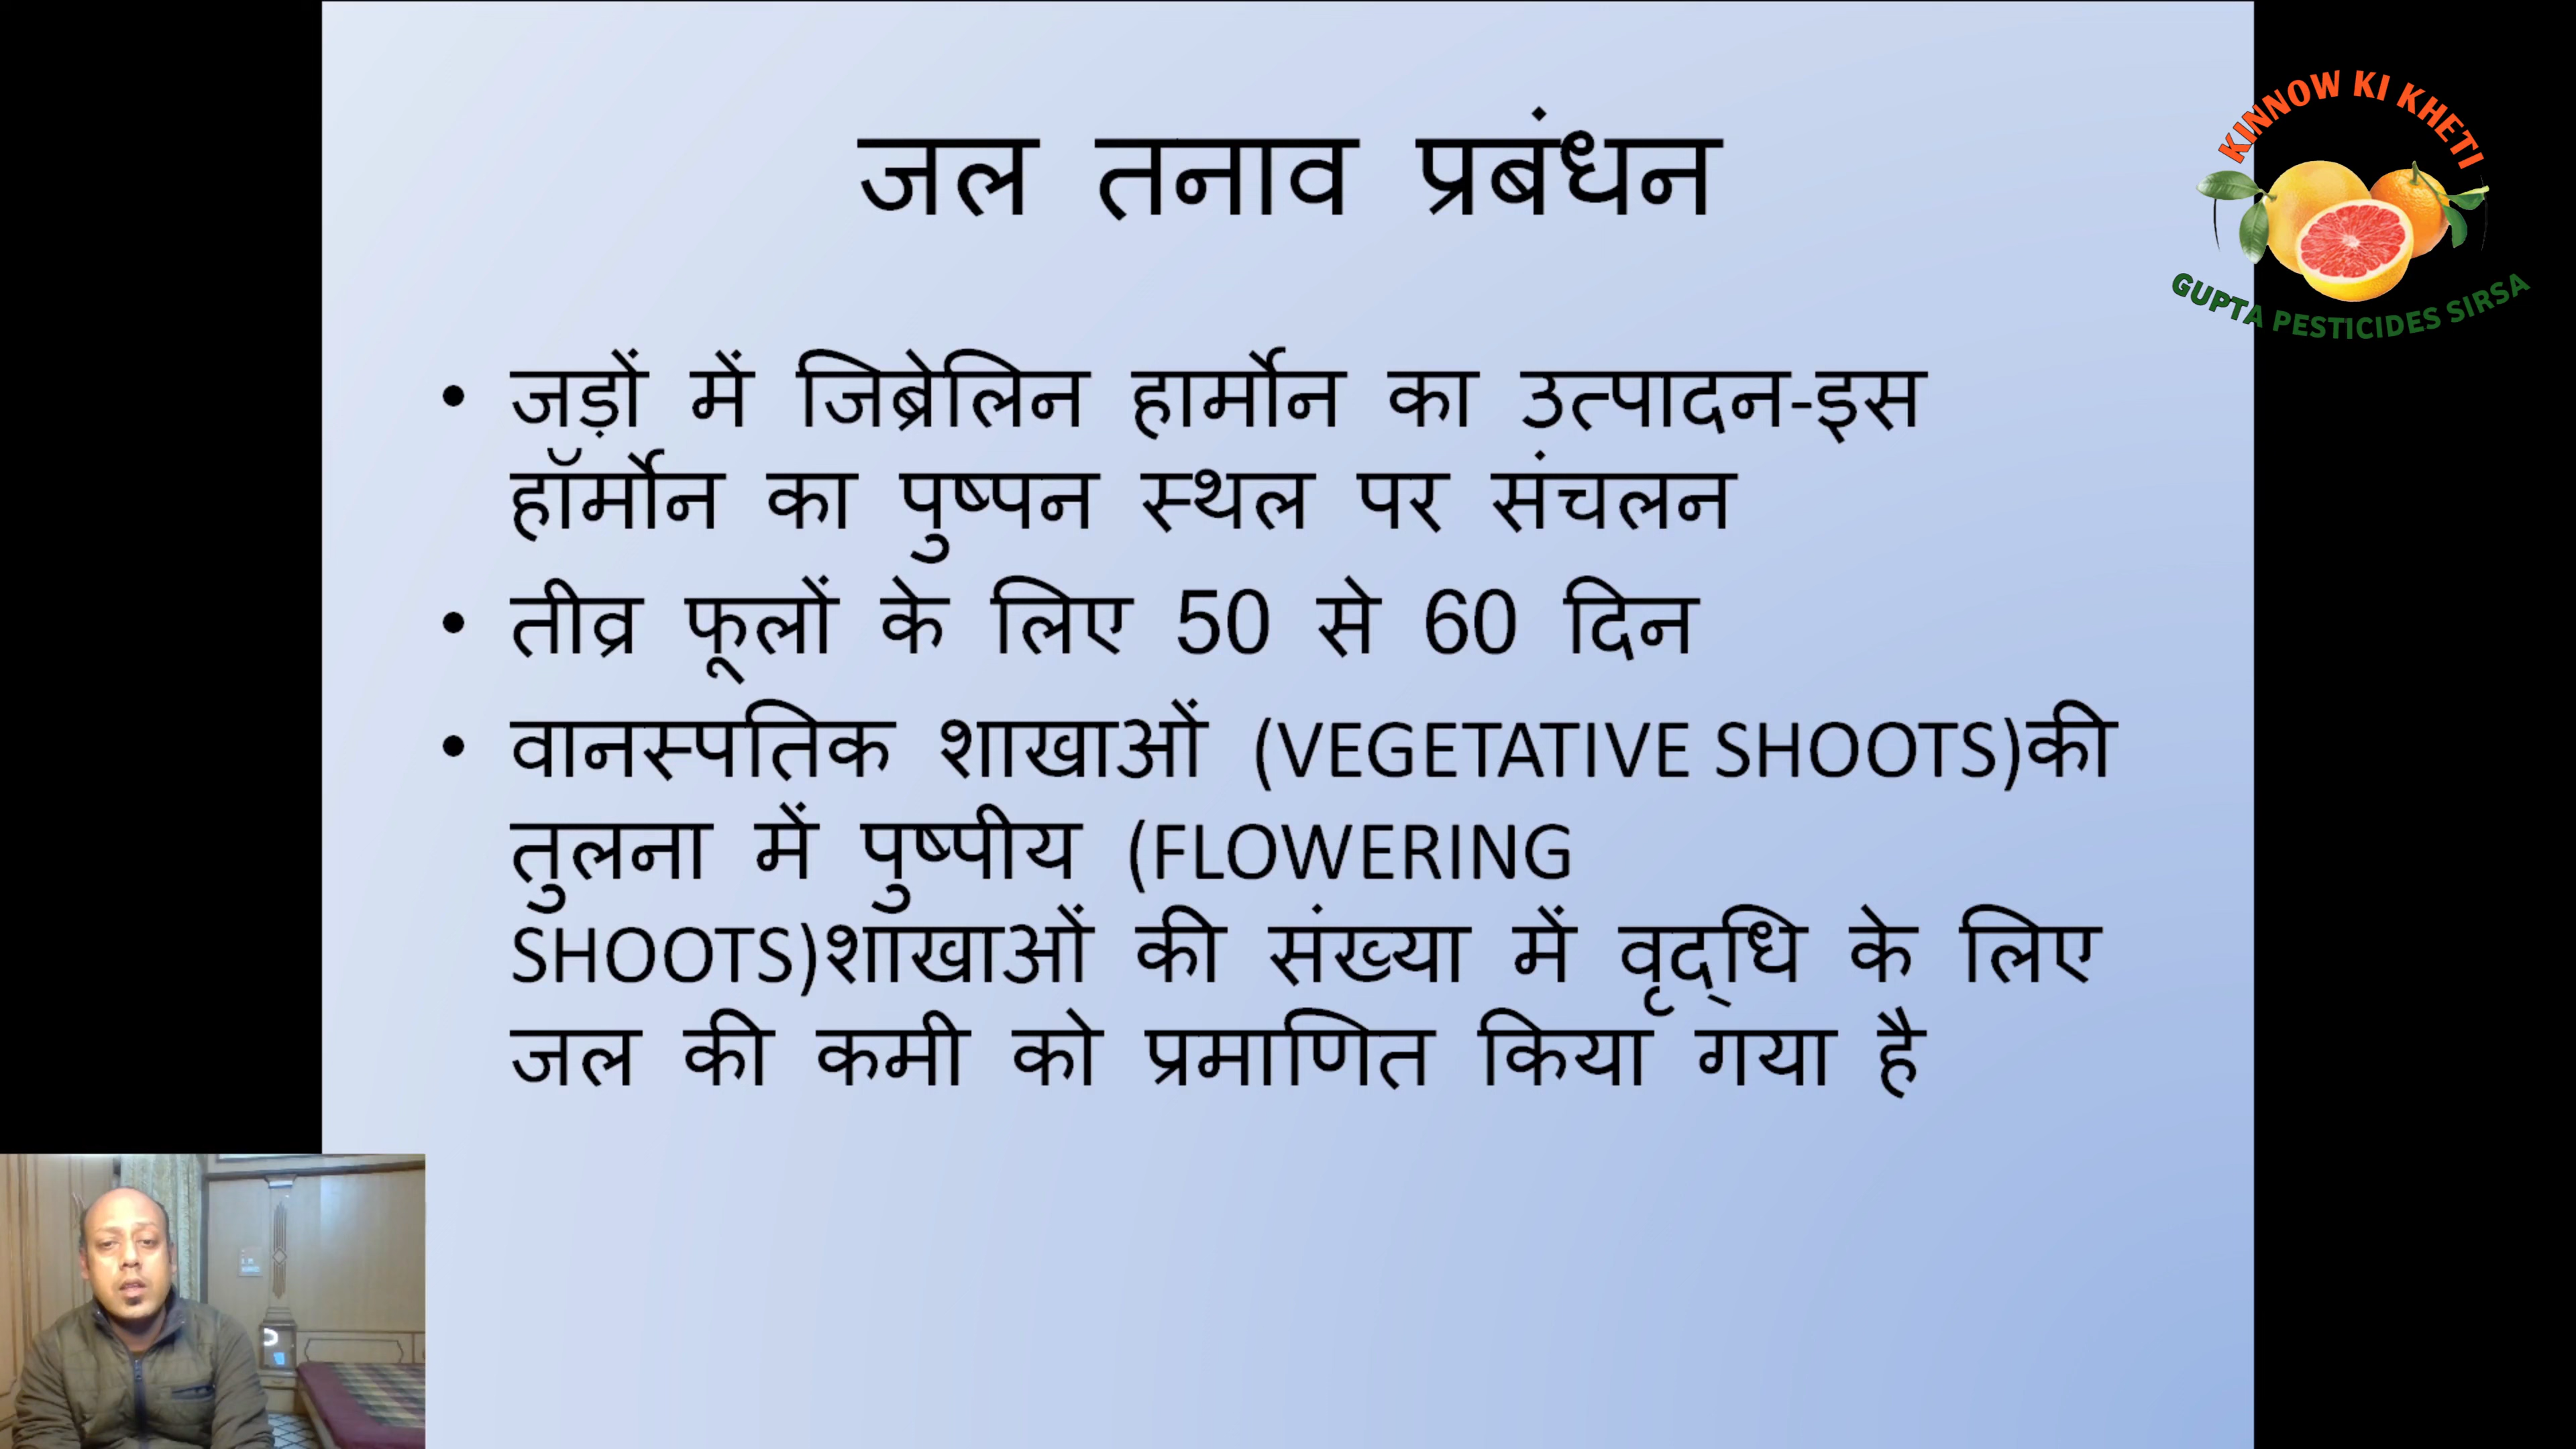 जल तनाव प्रबंधन
KINNOW KI KHETI
GUPTA PESTICIDES SIRSA
• जड़ों में जिब्रेलिन हार्मोन का उत्पादन-इस
हॉर्मोन का पुष्पन स्थल पर संचलन
• तीव्र फूलों के लिए 50 से 60 दिन
• वानस्पतिक शाखाओं (VEGETATIVE SHOOTS)की
तुलना में पुष्पीय (FLOWERING
SHOOTS)शाखाओं की संख्या में वृद्धि के लिए
जल की कमी को प्रमाणित किया गया है